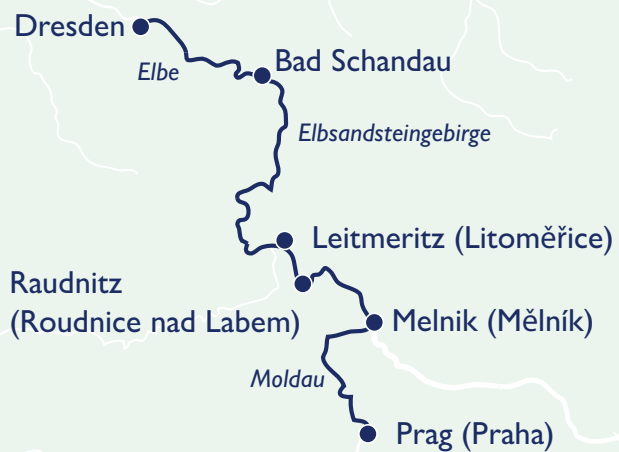 Dresden
Elbe
Bad Schandau
Elbsandsteingebirge
Leitmeritz (Litoměřice)
Raudnitz
(Roudnice nad Labem)
Melnik (Mělník)
Moldau
Prag (Praha)